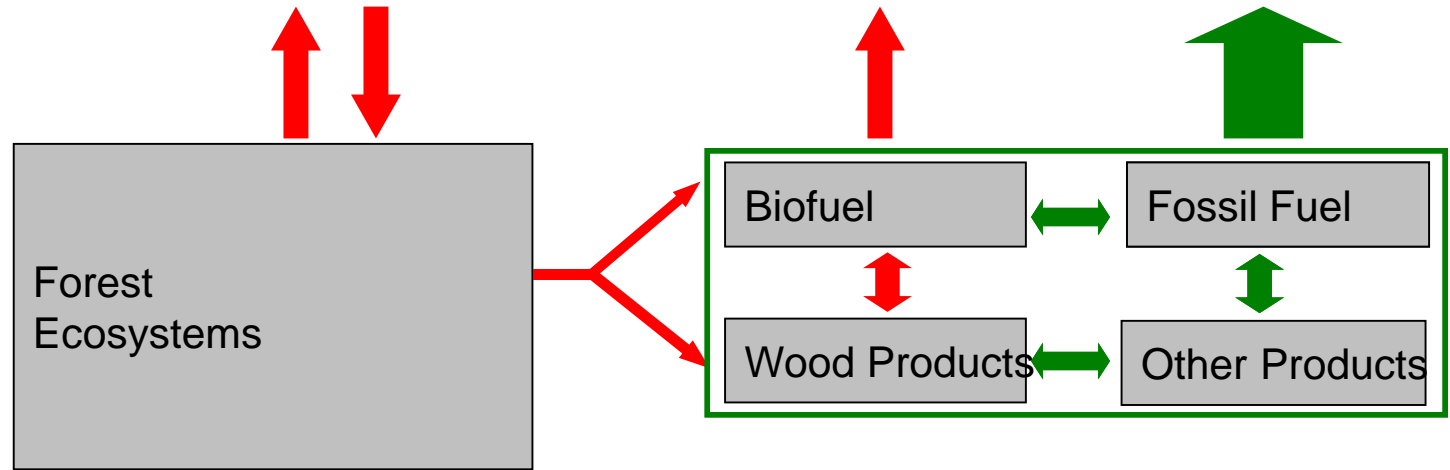 Biofuel
Fossil Fuel
Forest
Ecosystems
Wood Products
Other Products